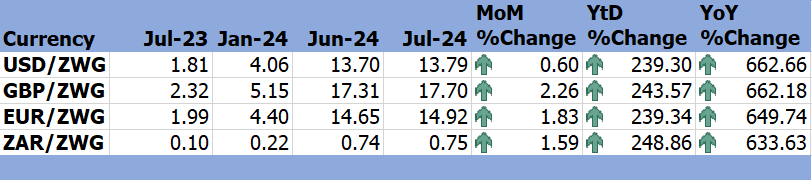 MoM YtD YoY
Currency Jul-23 Jan-24 Jun-24 Jul-24 %Change %Change %Change
USD/ZWG 1.81 4.06 13.70 13.79 0.60 239.30 662.66
GBP/ZWG 2.32 5.15 17.31 17.70 2.26 243.57 662.18
EUR/ZWG 1.99 4.40 14.65 14.92 1.83 239.34 649.74
ZAR/ZWG 0.10 0.22 0.74 0.75 1.59 248.86 633.63